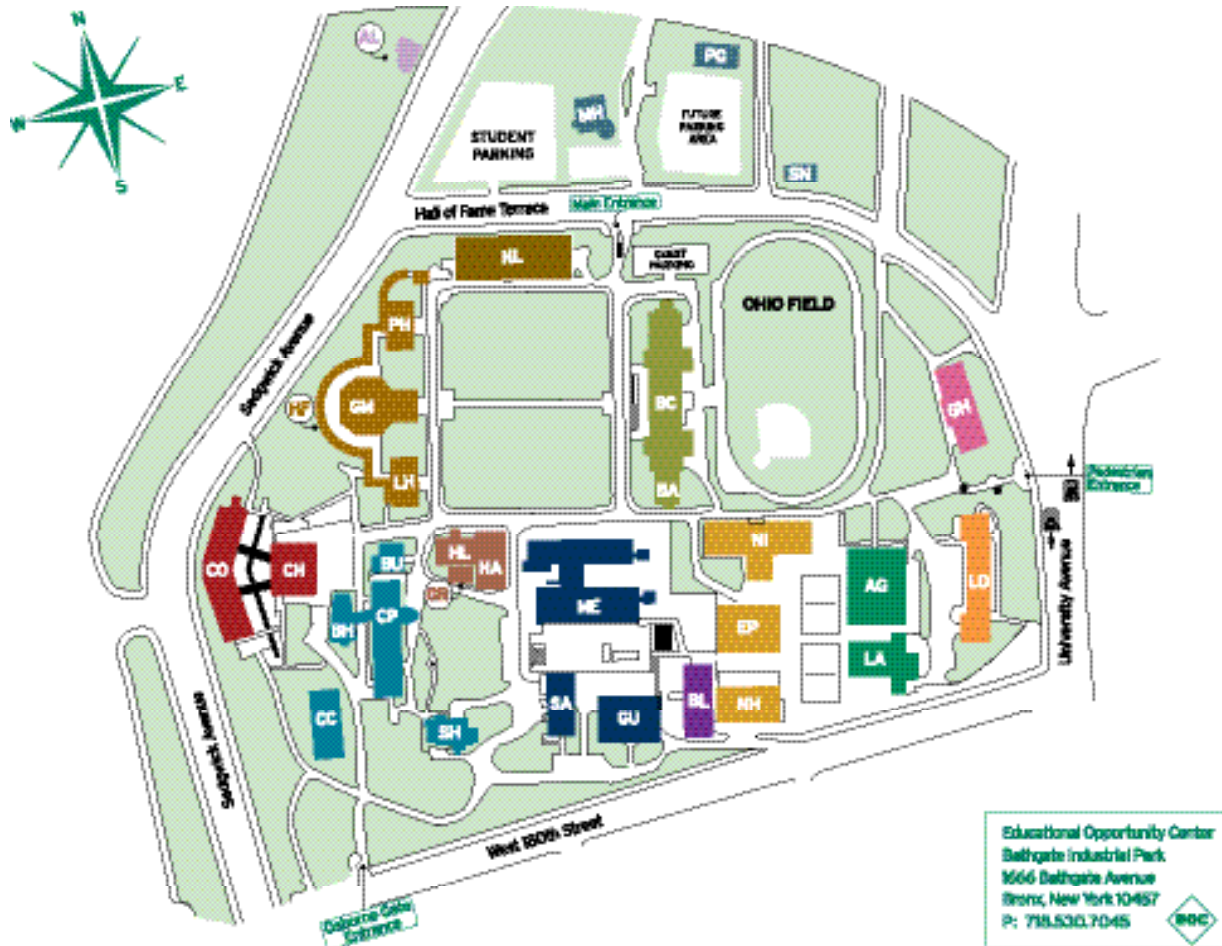 N
AL
PG
E
MH
FUTURE
PARKING
AREA
STUDENT
PARKING
W
SN
S
Hall of Fame Terrace
Main Entrance
NL
GUEST
PARKING
OHIO FIELD
PH
Sedgwick Avenue
GM
HF
BC
GH
LH
BA
Pedestrian
Entrance
NI
HL
HA
BU
CO
CH
ME
AG
LO
GR
CP
BH
EP
University Avenue
LA
Sedgwick Avenue
CC
SH
SA
GU
BL
NH
West 180th Street
Osborne Gate
Entrance
Educational Opportunity Center
Bathgate Industrial Park
1666 Bathgate Avenue
Bronx, New York 10457
P: 718.530.7045
EOC